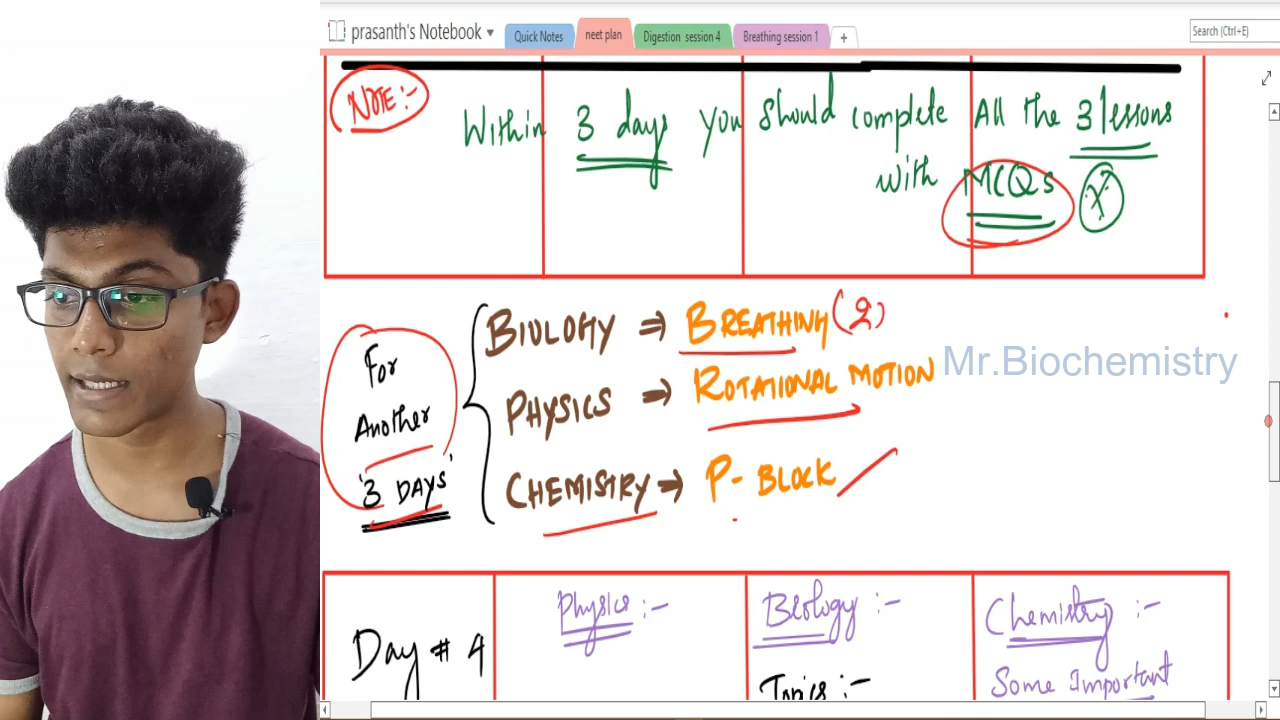 prasanth's Notebook
Quick Notes
neet plan
Digestion session 4
Breathing session 1
+
Search (Ctrl+E)
NOTE:-
Within 3 days you should complete All the 3 lessons
with MCQs
For
Another
'3 DAYS'
BIOLOGY ⇒ BREATHING (2)
PHYSICS ⇒ ROTATIONAL MOTION
CHEMISTRY ⇒ P-BLOCK
Mr.Biochemistry
Day # 4
Physics :-
Biology :-
Topics :-
Chemistry :-
Some Important